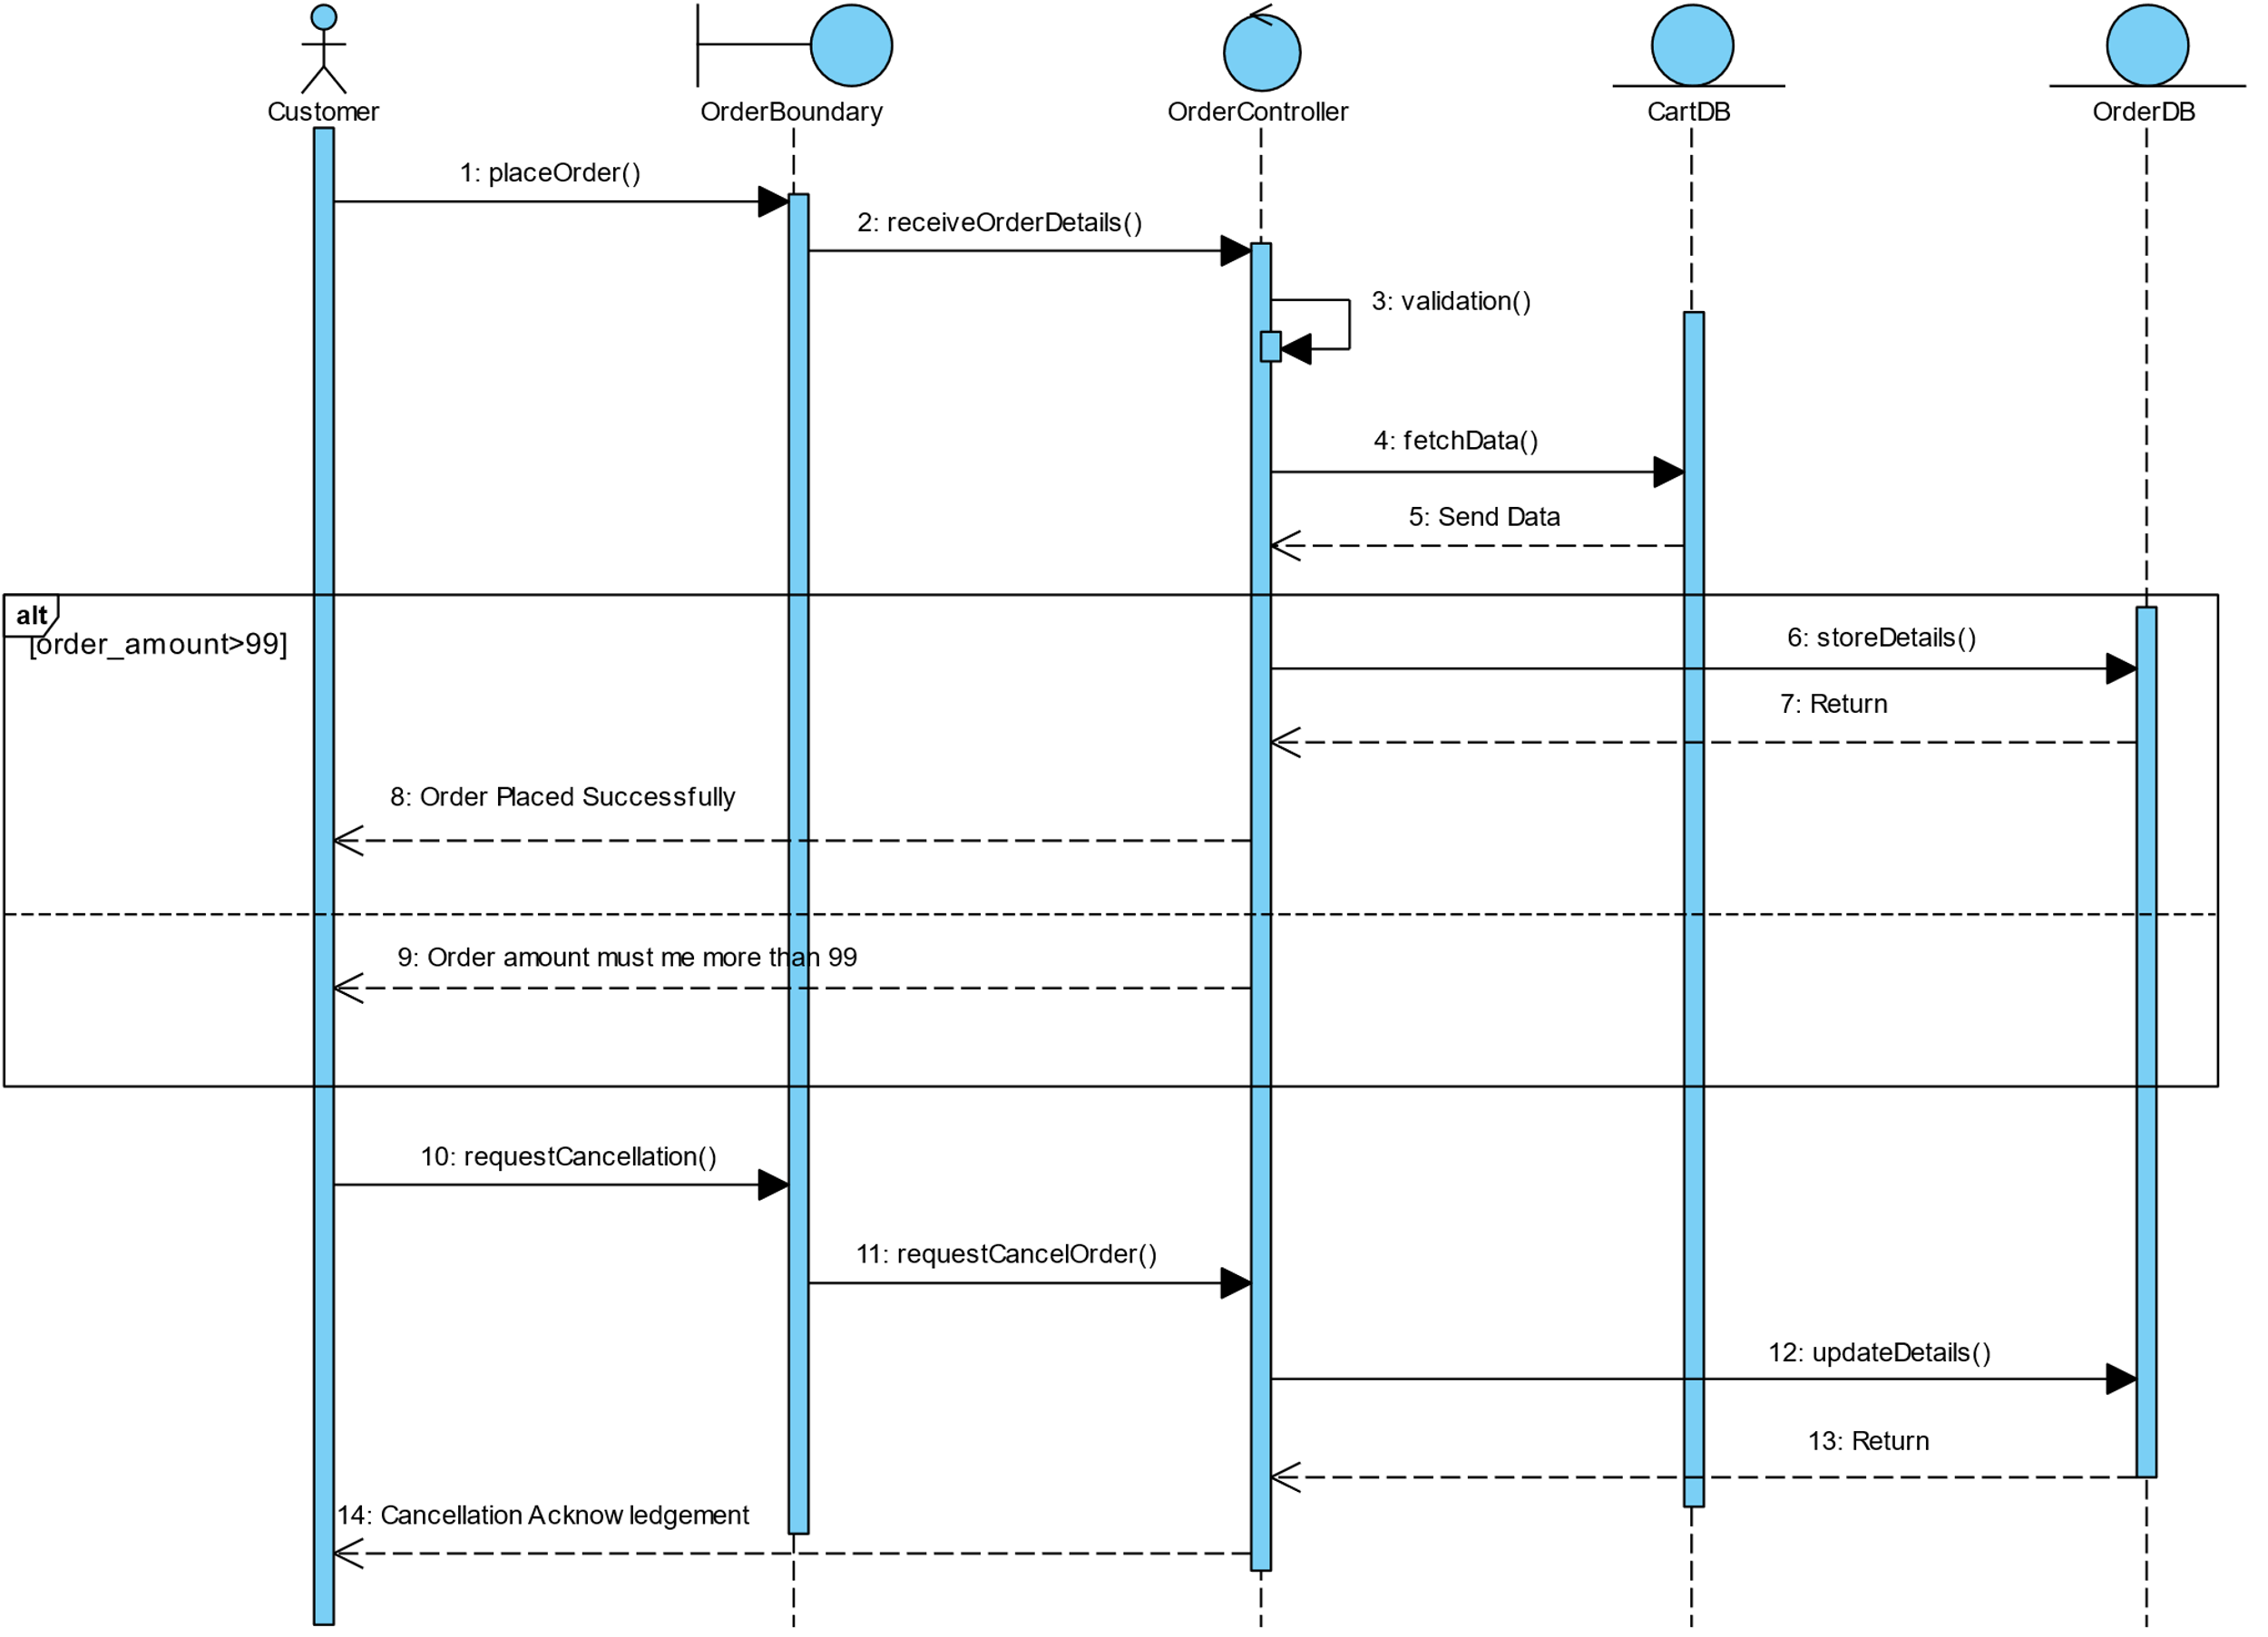 Customer
OrderBoundary
OrderController
CartDB
OrderDB
1: placeOrder()
2: receiveOrderDetails()
3: validation()
4: fetchData()
5: Send Data
alt
[order_amount>99]
6: storeDetails()
7: Return
8: Order Placed Successfully
9: Order amount must me more than 99
10: requestCancellation()
11: requestCancelOrder()
12: updateDetails()
13: Return
14: Cancellation Acknowledgement